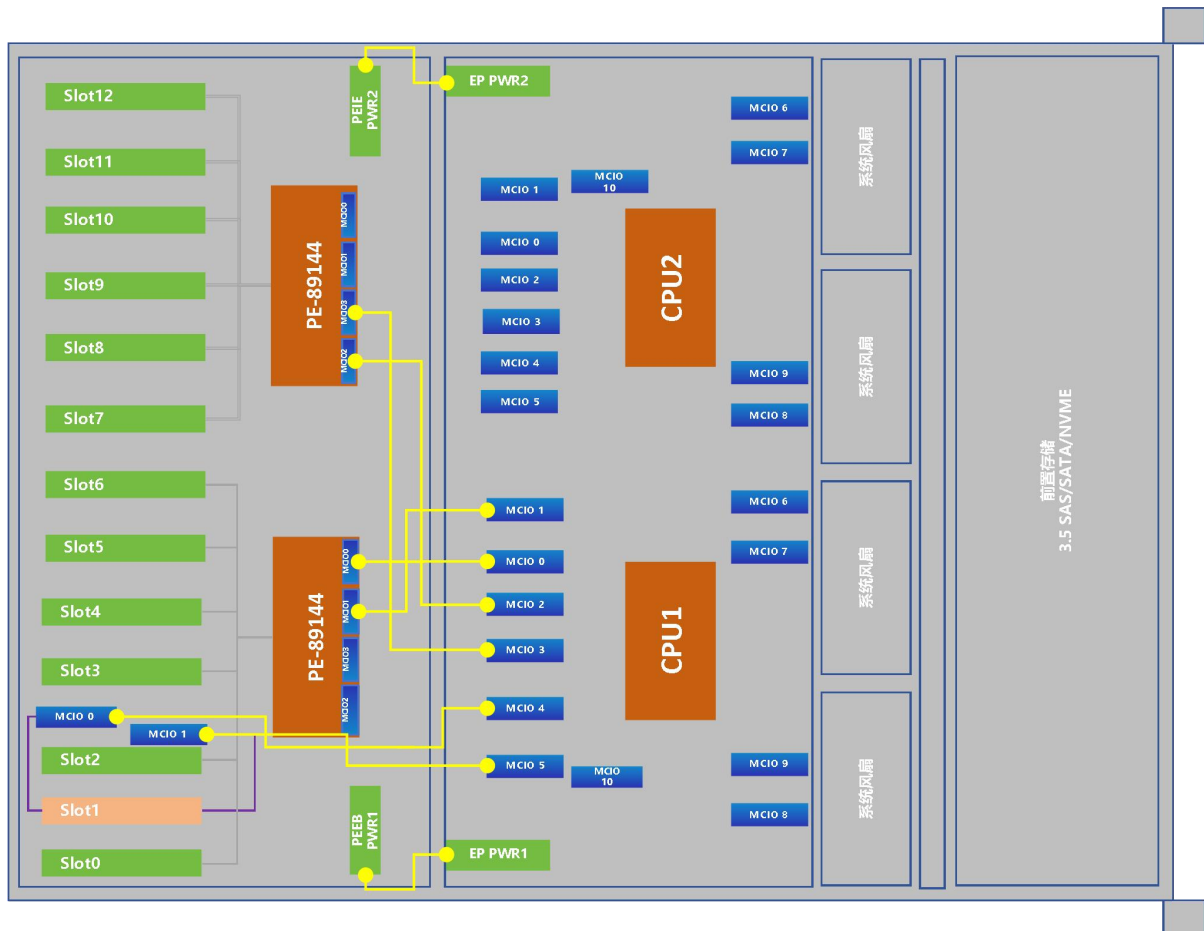 Slot12
Slot11
Slot10
Slot9
Slot8
Slot7
Slot6
Slot5
Slot4
Slot3
MCIO 0
MCIO 1
Slot2
Slot1
Slot0
PEIE
PWR2
PE-89144
MCIO0
MCIO1
MCIO3
MCIO2
PE-89144
MCIO0
MCIO1
MCIO3
MCIO2
PEEB
PWR1
EP PWR2
MCIO 1
MCIO
10
MCIO 0
MCIO 2
MCIO 3
MCIO 4
MCIO 5
CPU2
MCIO 6
MCIO 7
MCIO 9
MCIO 8
MCIO 1
MCIO 0
MCIO 2
MCIO 3
MCIO 4
MCIO 5
MCIO
10
CPU1
MCIO 6
MCIO 7
MCIO 9
MCIO 8
EP PWR1
系统风扇
系统风扇
系统风扇
系统风扇
前置存储
3.5 SAS/SATA/NVME